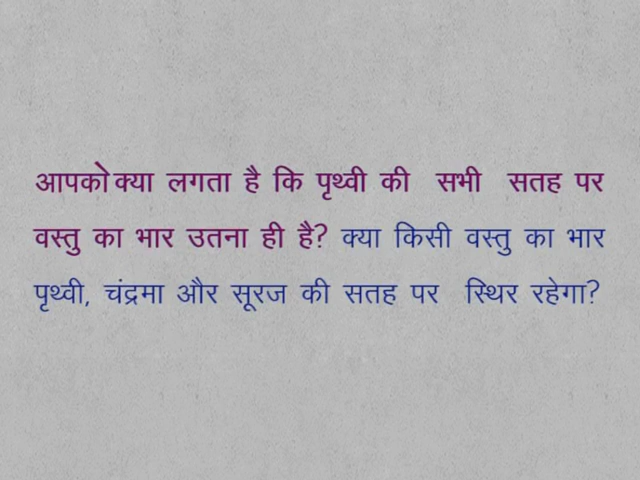 आपको क्या लगता है कि पृथ्वी की सभी सतह पर
वस्तु का भार उतना ही है? क्या किसी वस्तु का भार
पृथ्वी, चंद्रमा और सूरज की सतह पर स्थिर रहेगा?